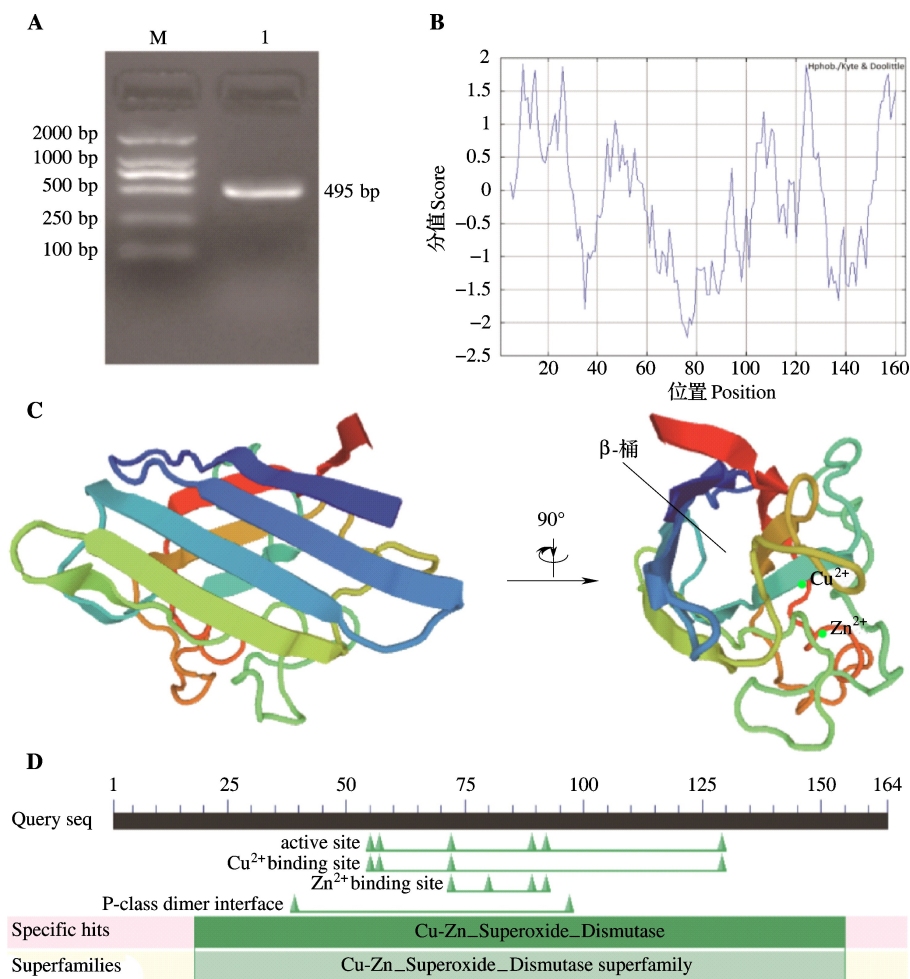 A
M 1
2000 bp
1000 bp
500 bp
250 bp
100 bp
495 bp
B
Hphob./Kyte & Doolittle
2
1.5
1
0.5
0
−0.5
−1
−1.5
−2
−2.5
分值 Score
20 40 60 80 100 120 140 160
位置 Position
C
β-桶
90°
Cu2+
Zn2+
D
1 25 50 75 100 125 150 164
Query seq
active site
Cu2+ binding site
Zn2+ binding site
P-class dimer interface
Specific hits Cu-Zn_Superoxide_Dismutase
Superfamilies Cu-Zn_Superoxide_Dismutase superfamily